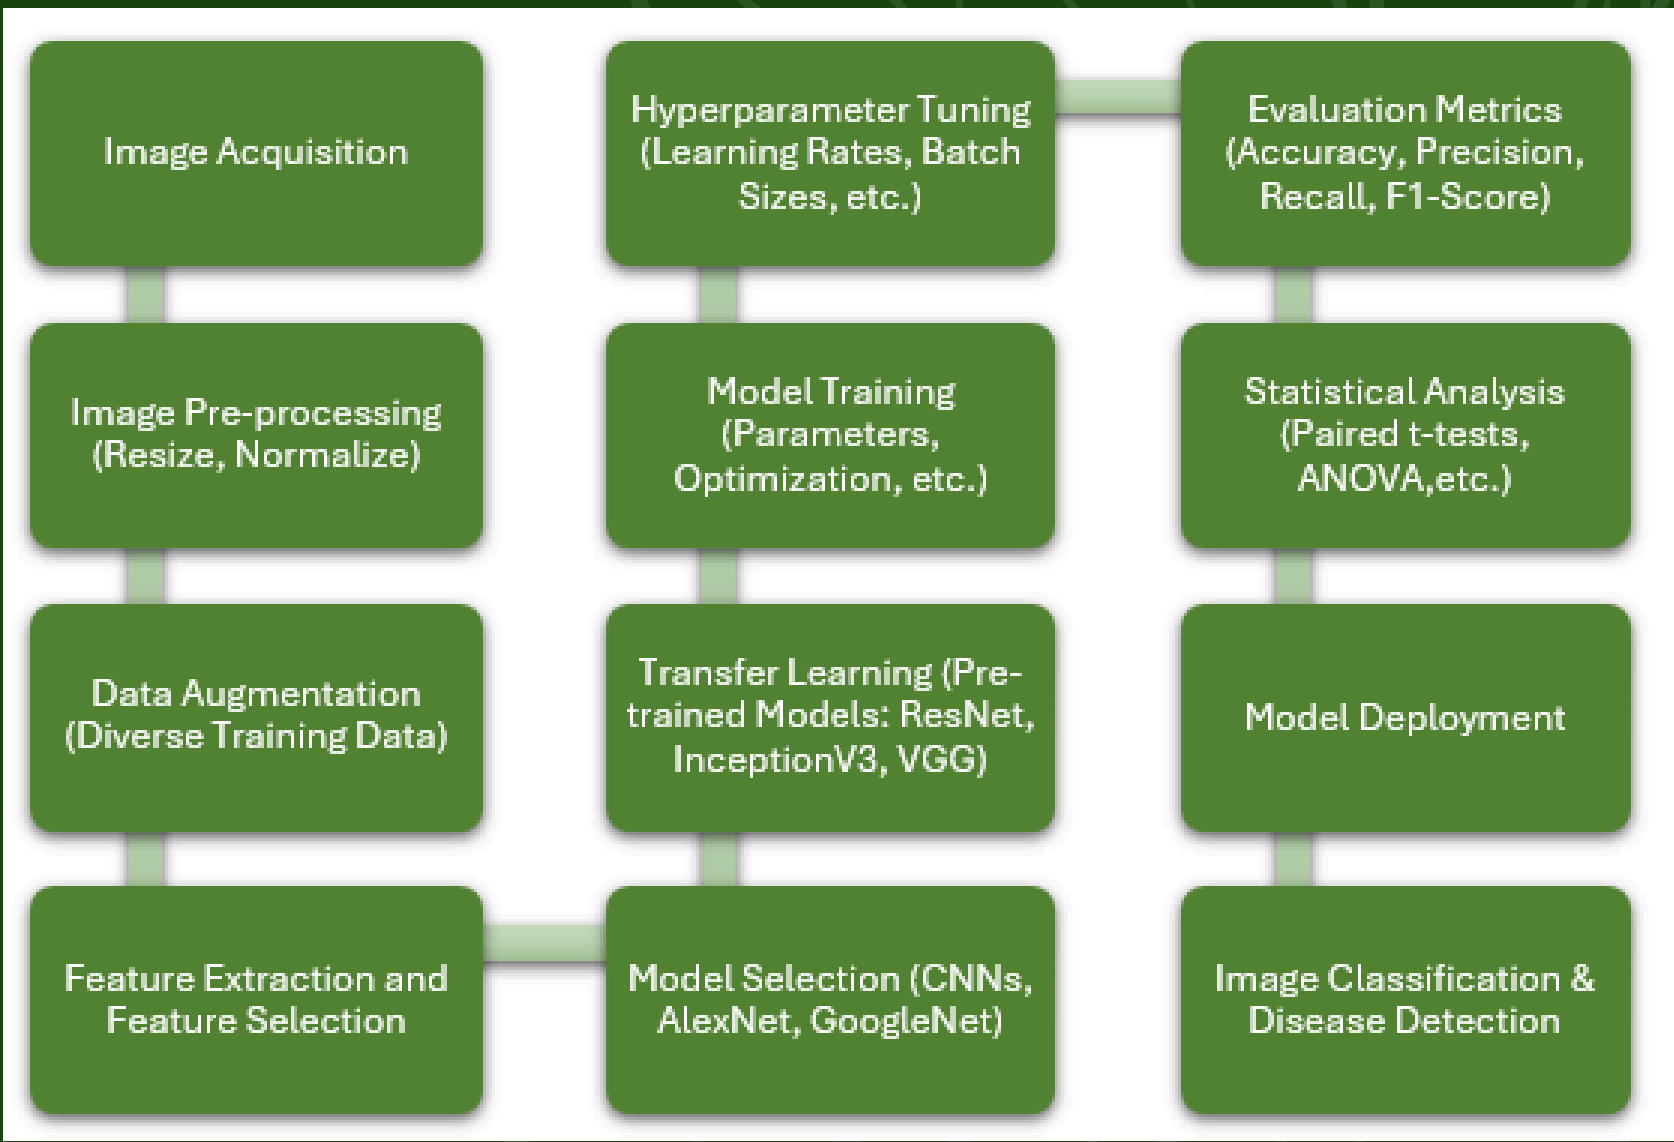 Image Acquisition
Image Pre-processing
(Resize, Normalize)
Data Augmentation
(Diverse Training Data)
Feature Extraction and
Feature Selection
Model Selection (CNNs,
AlexNet, GoogleNet)
Transfer Learning (Pre-
trained Models: ResNet,
InceptionV3, VGG)
Model Training
(Parameters,
Optimization, etc.)
Hyperparameter Tuning
(Learning Rates, Batch
Sizes, etc.)
Evaluation Metrics
(Accuracy, Precision,
Recall, F1-Score)
Statistical Analysis
(Paired t-tests,
ANOVA,etc.)
Model Deployment
Image Classification &
Disease Detection